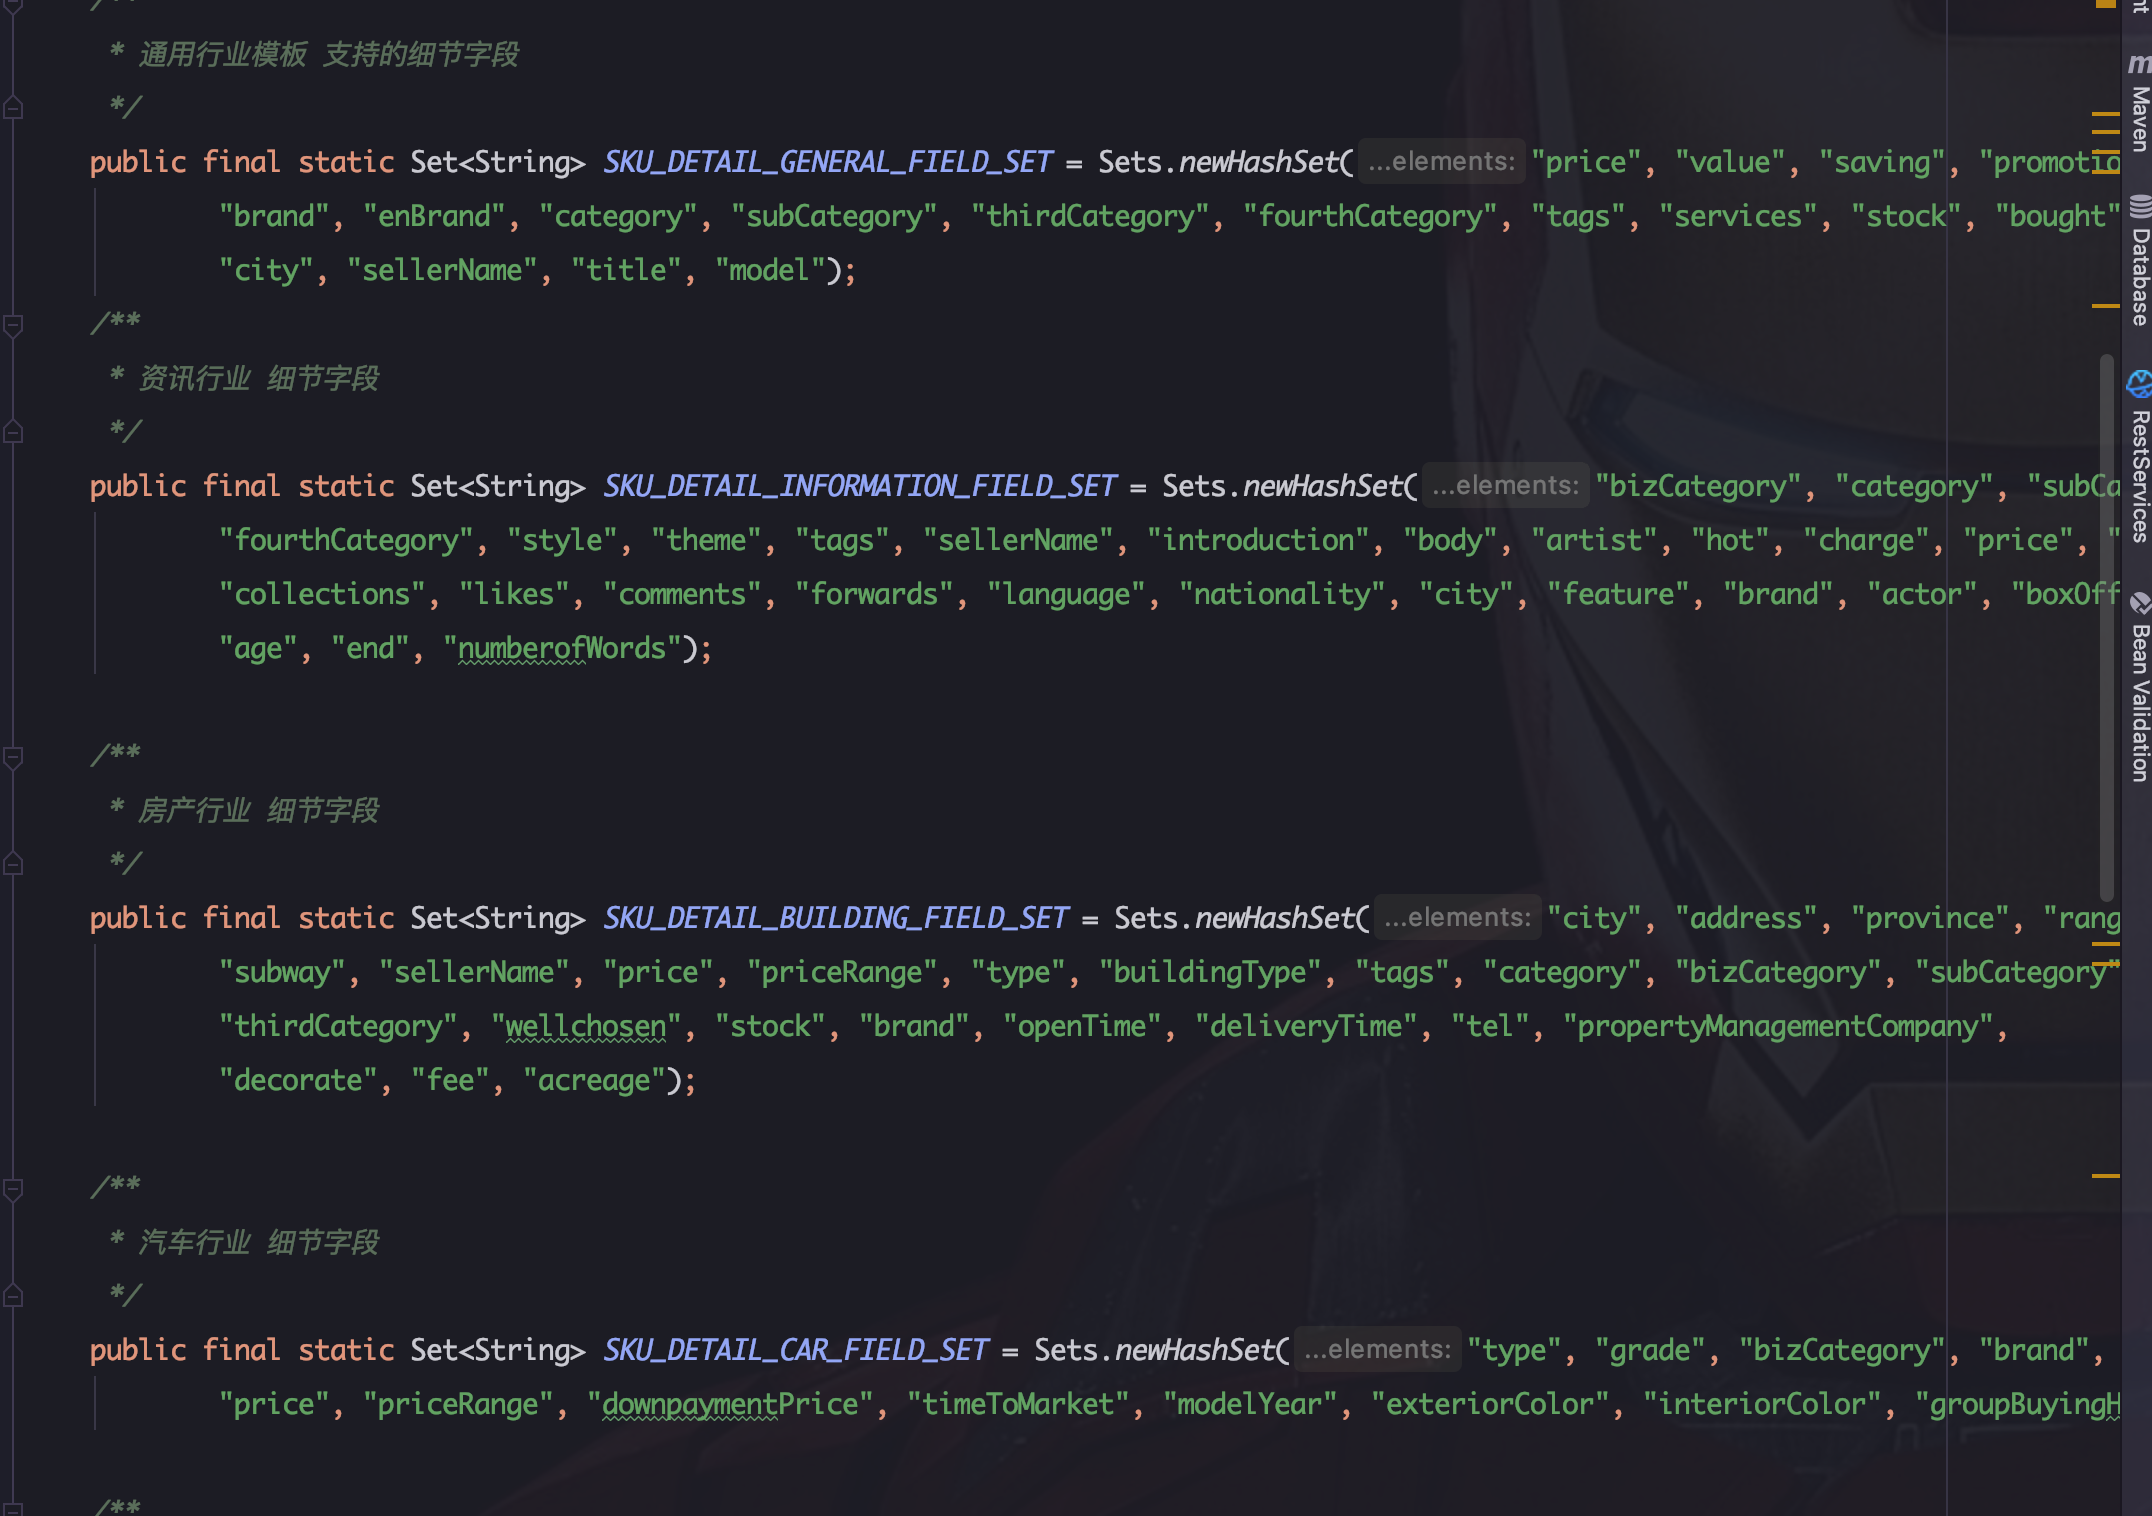 /**
* 通用行业模板 支持的细节字段
*/
public final static Set<String> SKU_DETAIL_GENERAL_FIELD_SET = Sets.newHashSet( ...elements: "price", "value", "saving",
"brand", "enBrand", "category", "subCategory", "thirdCategory", "fourthCategory", "tags", "services", "stock", "bought"
"city", "sellerName", "title", "model");
/**
* 资讯行业 细节字段
*/
public final static Set<String> SKU_DETAIL_INFORMATION_FIELD_SET = Sets.newHashSet( ...elements: "bizCategory", "category", "subCa
"fourthCategory", "style", "theme", "tags", "sellerName", "introduction", "body", "artist", "hot", "charge", "price", "
"collections", "likes", "comments", "forwards", "language", "nationality", "city", "feature", "brand", "actor", "boxOff
"age", "end", "numberofWords");
/**
* 房产行业 细节字段
*/
public final static Set<String> SKU_DETAIL_BUILDING_FIELD_SET = Sets.newHashSet( ...elements: "city", "address", "province", "rang
"subway", "sellerName", "price", "priceRange", "type", "buildingType", "tags", "category", "bizCategory", "subCategory"
"thirdCategory", "wellchosen", "stock", "brand", "openTime", "deliveryTime", "tel", "propertyManagementCompany",
"decorate", "fee", "acreage");
/**
* 汽车行业 细节字段
*/
public final static Set<String> SKU_DETAIL_CAR_FIELD_SET = Sets.newHashSet( ...elements: "type", "grade", "bizCategory", "brand",
"price", "priceRange", "downpaymentPrice", "timeToMarket", "modelYear", "exteriorColor", "interiorColor", "groupBuyingH
/**
Maven
Database
RestServices
Bean Validation